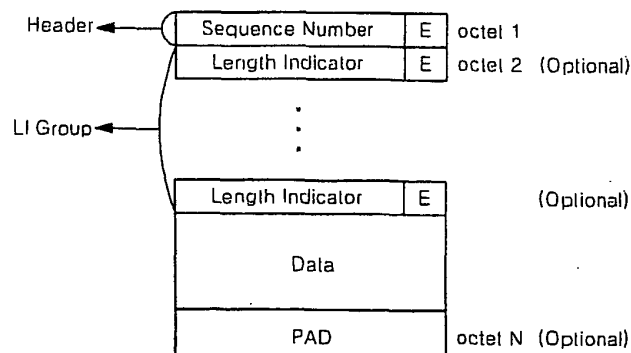 Header
Sequence Number E octet 1
Length Indicator E octet 2 (Optional)
LI Group
Length Indicator E (Optional)
Data
PAD octet N (Optional)